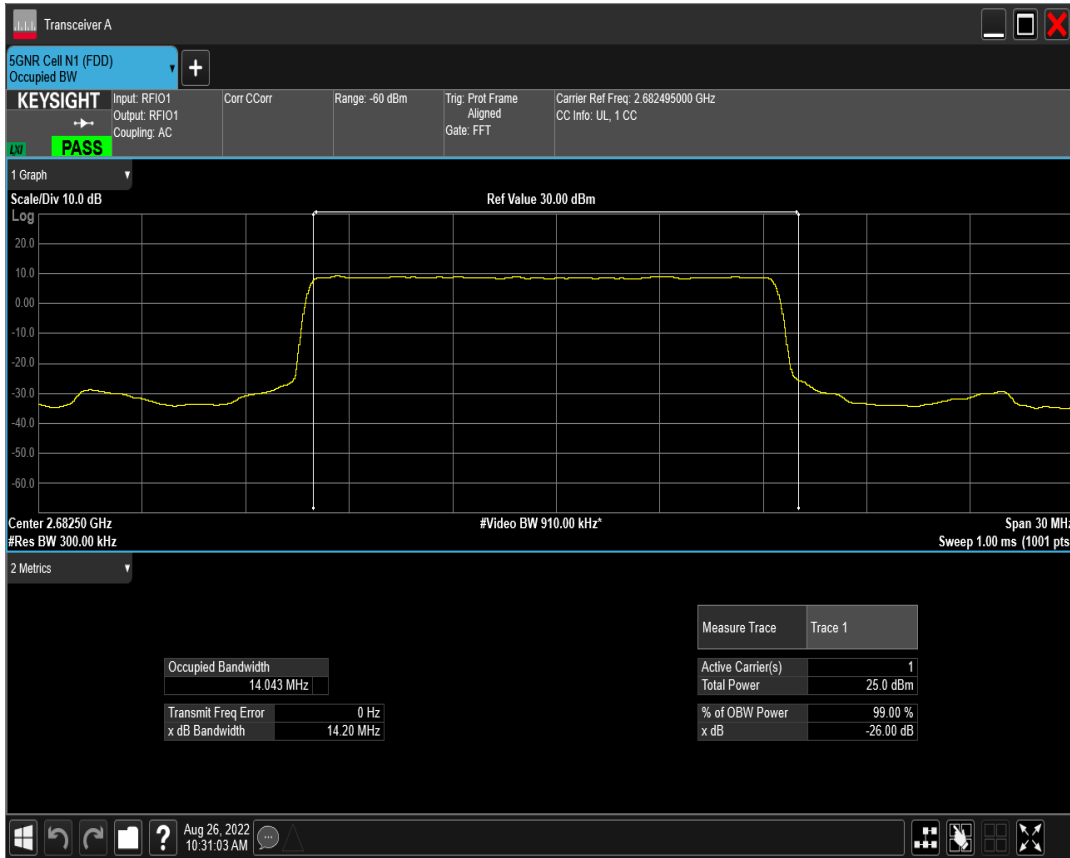 Transceiver A
5GNR Cell N1 (FDD)
Occupied BW
+
KEYSIGHT
LXI
PASS
Input: RFIO1
Output: RFIO1
Coupling: AC
Corr CCorr
Range: -60 dBm
Trig: Prot Frame
Aligned
Gate: FFT
Carrier Ref Freq: 2.682495000 GHz
CC Info: UL, 1 CC
1 Graph
Scale/Div 10.0 dB
Ref Value 30.00 dBm
Log
20.0
10.0
0.00
-10.0
-20.0
-30.0
-40.0
-50.0
-60.0
Center 2.68250 GHz
#Video BW 910.00 kHz*
Span 30 MHz
#Res BW 300.00 kHz
Sweep 1.00 ms (1001 pts
2 Metrics
Measure Trace Trace 1
Occupied Bandwidth
14.043 MHz
Active Carrier(s) 1
Total Power 25.0 dBm
Transmit Freq Error 0 Hz
x dB Bandwidth 14.20 MHz
% of OBW Power 99.00 %
x dB -26.00 dB
?
Aug 26, 2022
10:31:03 AM